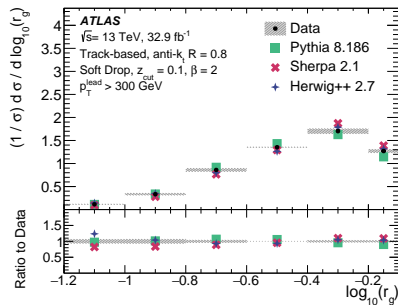 ATLAS
√s= 13 TeV, 32.9 fb⁻¹
Track-based, anti-kₜ R = 0.8
Soft Drop, z_cut = 0.1, β = 2
p_T^lead > 300 GeV
Data
Pythia 8.186
Sherpa 2.1
Herwig++ 2.7
(1 / σ) d σ / d log₁₀(r_g)
4
3.5
3
2.5
2
1.5
1
0.5
Ratio to Data
1.5
1
0.5
−1.2 −1 −0.8 −0.6 −0.4 −0.2
log₁₀(r_g)